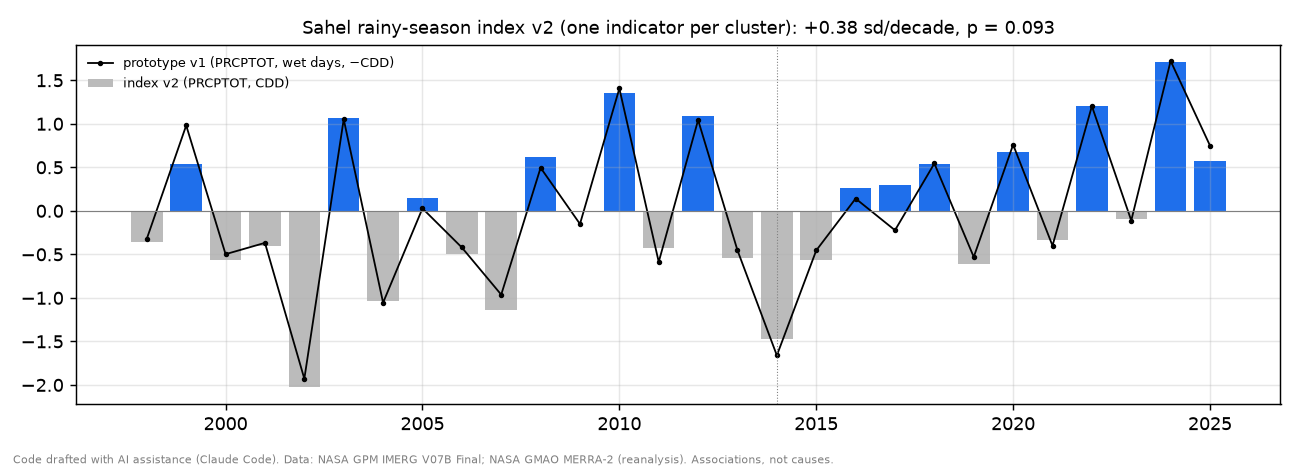 Sahel rainy-season index v2 (one indicator per cluster): +0.38 sd/decade, p = 0.093
prototype v1 (PRCPTOT, wet days, −CDD)
index v2 (PRCPTOT, CDD)
1.5
1.0
0.5
0.0
−0.5
−1.0
−1.5
−2.0
2000 2005 2010 2015 2020 2025
Code drafted with AI assistance (Claude Code). Data: NASA GPM IMERG V07B Final; NASA GMAO MERRA-2 (reanalysis). Associations, not causes.